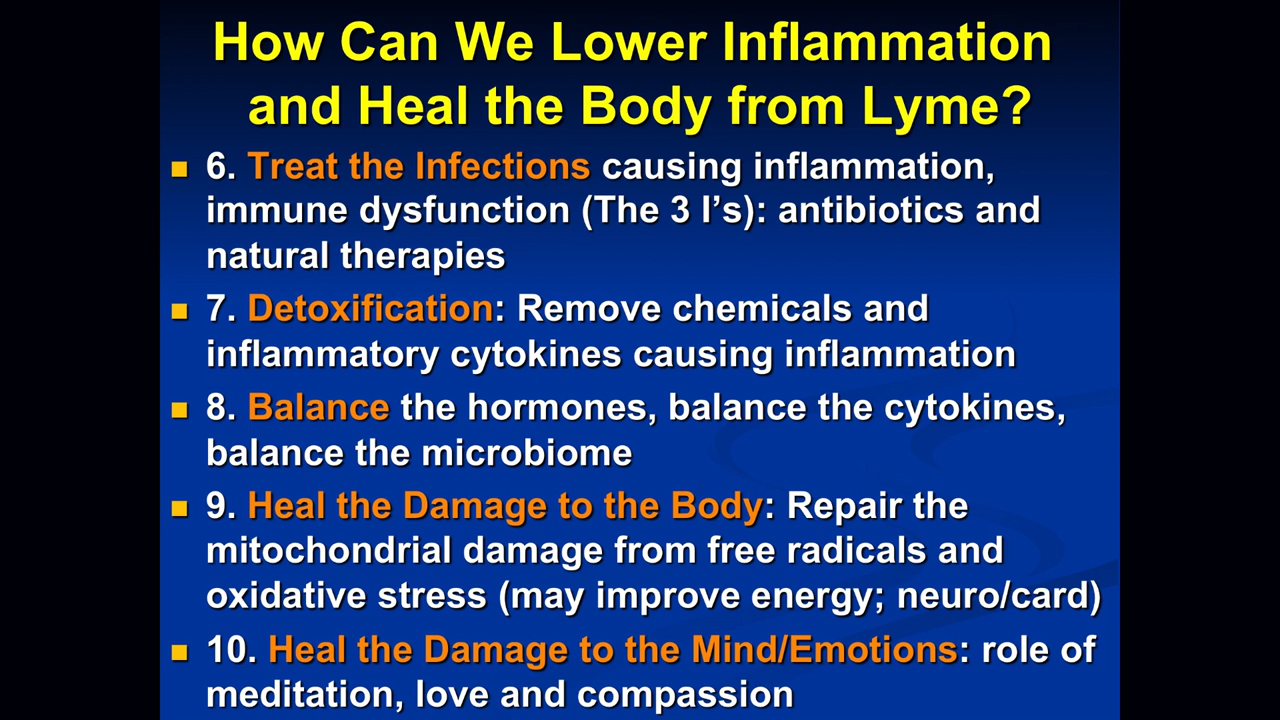 How Can We Lower Inflammation
and Heal the Body from Lyme?
6. Treat the Infections causing inflammation,
immune dysfunction (The 3 I’s): antibiotics and
natural therapies
7. Detoxification: Remove chemicals and
inflammatory cytokines causing inflammation
8. Balance the hormones, balance the cytokines,
balance the microbiome
9. Heal the Damage to the Body: Repair the
mitochondrial damage from free radicals and
oxidative stress (may improve energy; neuro/card)
10. Heal the Damage to the Mind/Emotions: role of
meditation, love and compassion